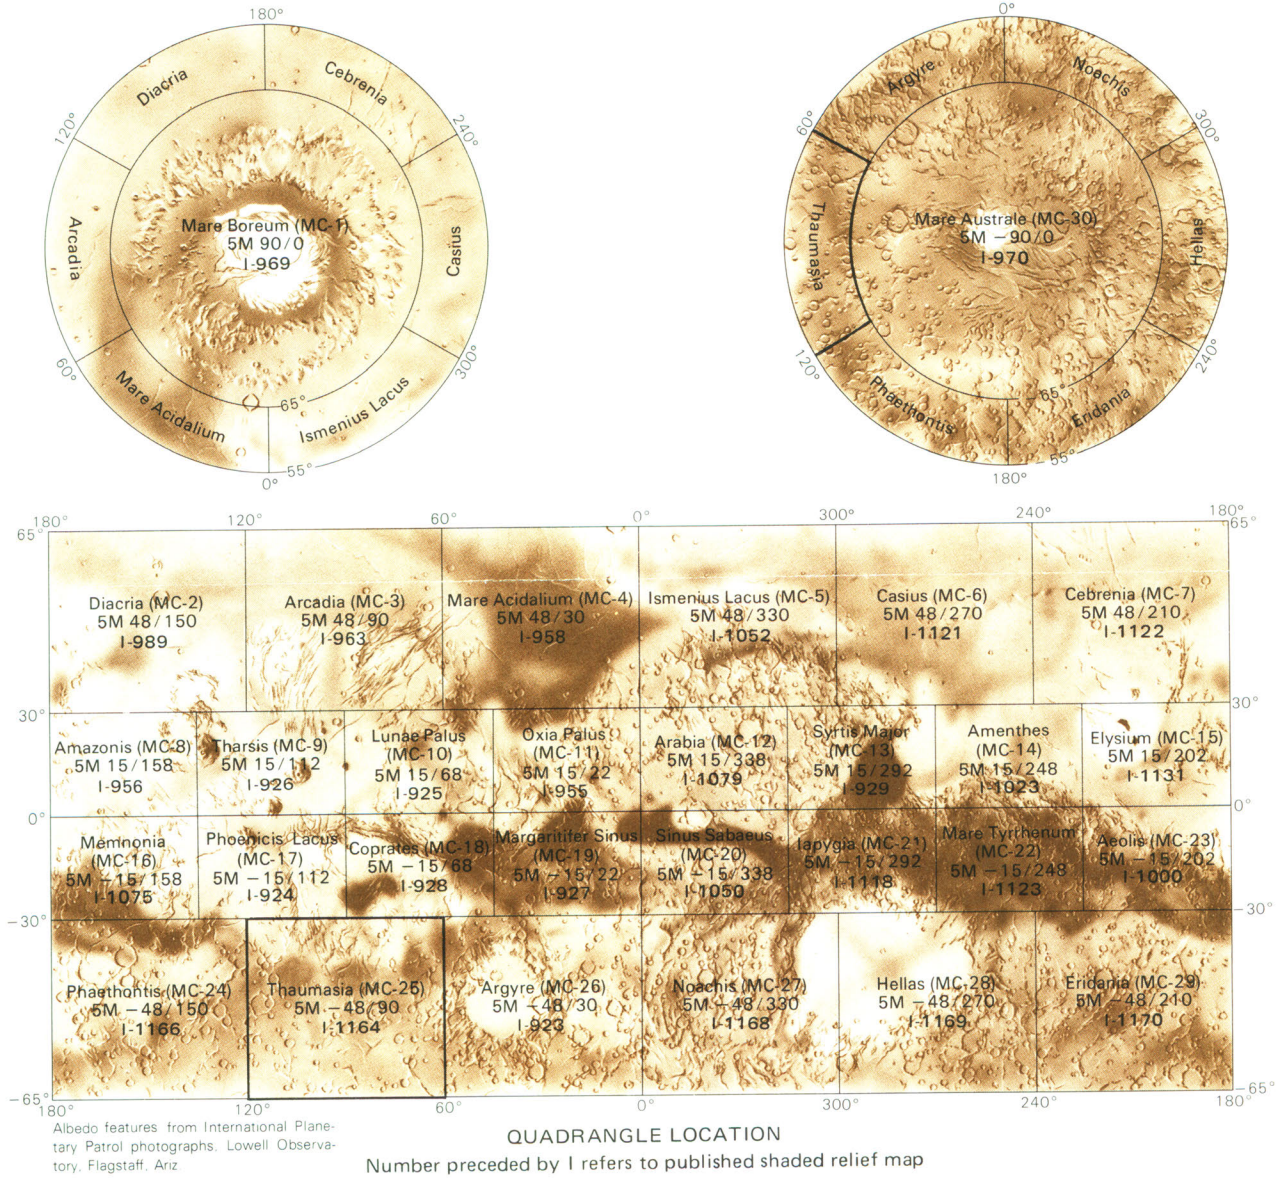 180°
Diacria
Cebrenia
120°
240°
Arcadia
Mare Boreum (MC-1)
5M 90/0
I-969
Casius
60°
300°
Mare Acidalium
65°
Ismenius Lacus
55°
0°
0°
Argyre
Noachis
60°
300°
Thaumasia
Mare Australe (MC-30)
5M −90/0
I-970
Hellas
120°
240°
Phaethontis
−65°
Eridania
−55°
180°
180° 120° 60° 0° 300° 240° 180°
65° 65°
Diacria (MC-2)
5M 48/150
I-989
Arcadia (MC-3)
5M 48/90
I-963
Mare Acidalium (MC-4)
5M 48/30
I-958
Ismenius Lacus (MC-5)
5M 48/330
I-1052
Casius (MC-6)
5M 48/270
I-1121
Cebrenia (MC-7)
5M 48/210
I-1122
30° 30°
Amazonis (MC-8)
5M 15/158
I-956
Tharsis (MC-9)
5M 15/112
I-926
Lunae Palus
(MC-10)
5M 15/68
I-925
Oxia Palus
(MC-11)
5M 15/22
I-955
Arabia (MC-12)
5M 15/338
I-1079
Syrtis Major
(MC-13)
5M 15/292
I-929
Amenthes
(MC-14)
5M 15/248
I-1023
Elysium (MC-15)
5M 15/202
I-1131
0° 0°
Memnonia
(MC-16)
5M −15/158
I-1075
Phoenicis Lacus
(MC-17)
5M −15/112
I-924
Coprates (MC-18)
5M −15/68
I-928
Margaritifer Sinus
(MC-19)
5M −15/22
I-927
Sinus Sabaeus
(MC-20)
5M −15/338
I-1050
Iapygia (MC-21)
5M −15/292
I-1118
Mare Tyrrhenum
(MC-22)
5M −15/248
I-1123
Aeolis (MC-23)
5M −15/202
I-1000
−30° −30°
Phaethontis (MC-24)
5M −48/150
I-1166
Thaumasia (MC-25)
5M −48/90
I-1164
Argyre (MC-26)
5M −48/30
I-923
Noachis (MC-27)
5M −48/330
I-1168
Hellas (MC-28)
5M −48/270
I-1169
Eridania (MC-29)
5M −48/210
I-1170
−65° −65°
180° 120° 60° 0° 300° 240° 180°
Albedo features from International Plane-
tary Patrol photographs, Lowell Observa-
tory, Flagstaff, Ariz.
QUADRANGLE LOCATION
Number preceded by I refers to published shaded relief map